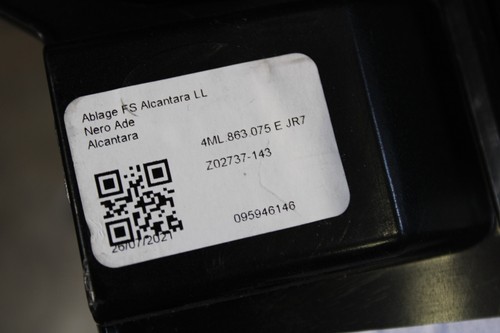 Ablage FS Alcantara LL
Nero Ade
Alcantara
4ML.863.075 E JR7
Z02737-143
26/07/2021
095946146